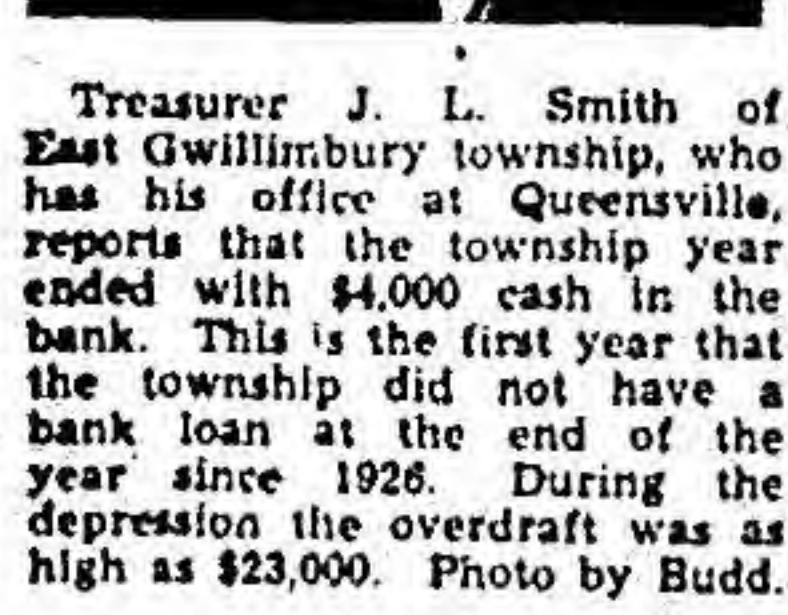 Treasurer J. L. Smith of
East Gwillimbury township, who
has his office at Queensville,
reports that the township year
ended with $4,000 cash in the
bank. This is the first year that
the township did not have a
bank loan at the end of the
year since 1926. During the
depression the overdraft was as
high as $23,000. Photo by Budd.